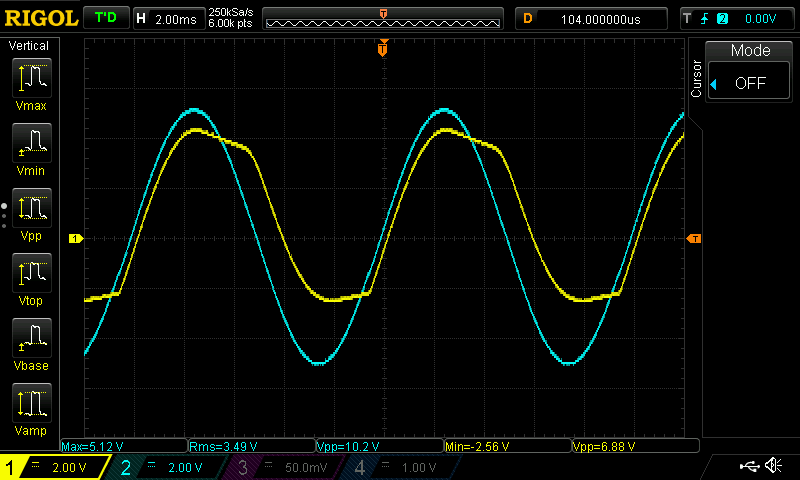 RIGOL T'D H 2.00ms 250kSa/s 6.00k pts T D 104.000000us T 2 0.00V
Vertical
Vmax
Vmin
Vpp
Vtop
Vbase
Vamp
T
1
T
Cursor
Mode
OFF
Max=5.12 V Rms=3.49 V Vpp=10.2 V Min=-2.56 V Vpp=6.88 V
1 2.00 V 2 2.00 V 3 50.0mV 4 1.00 V